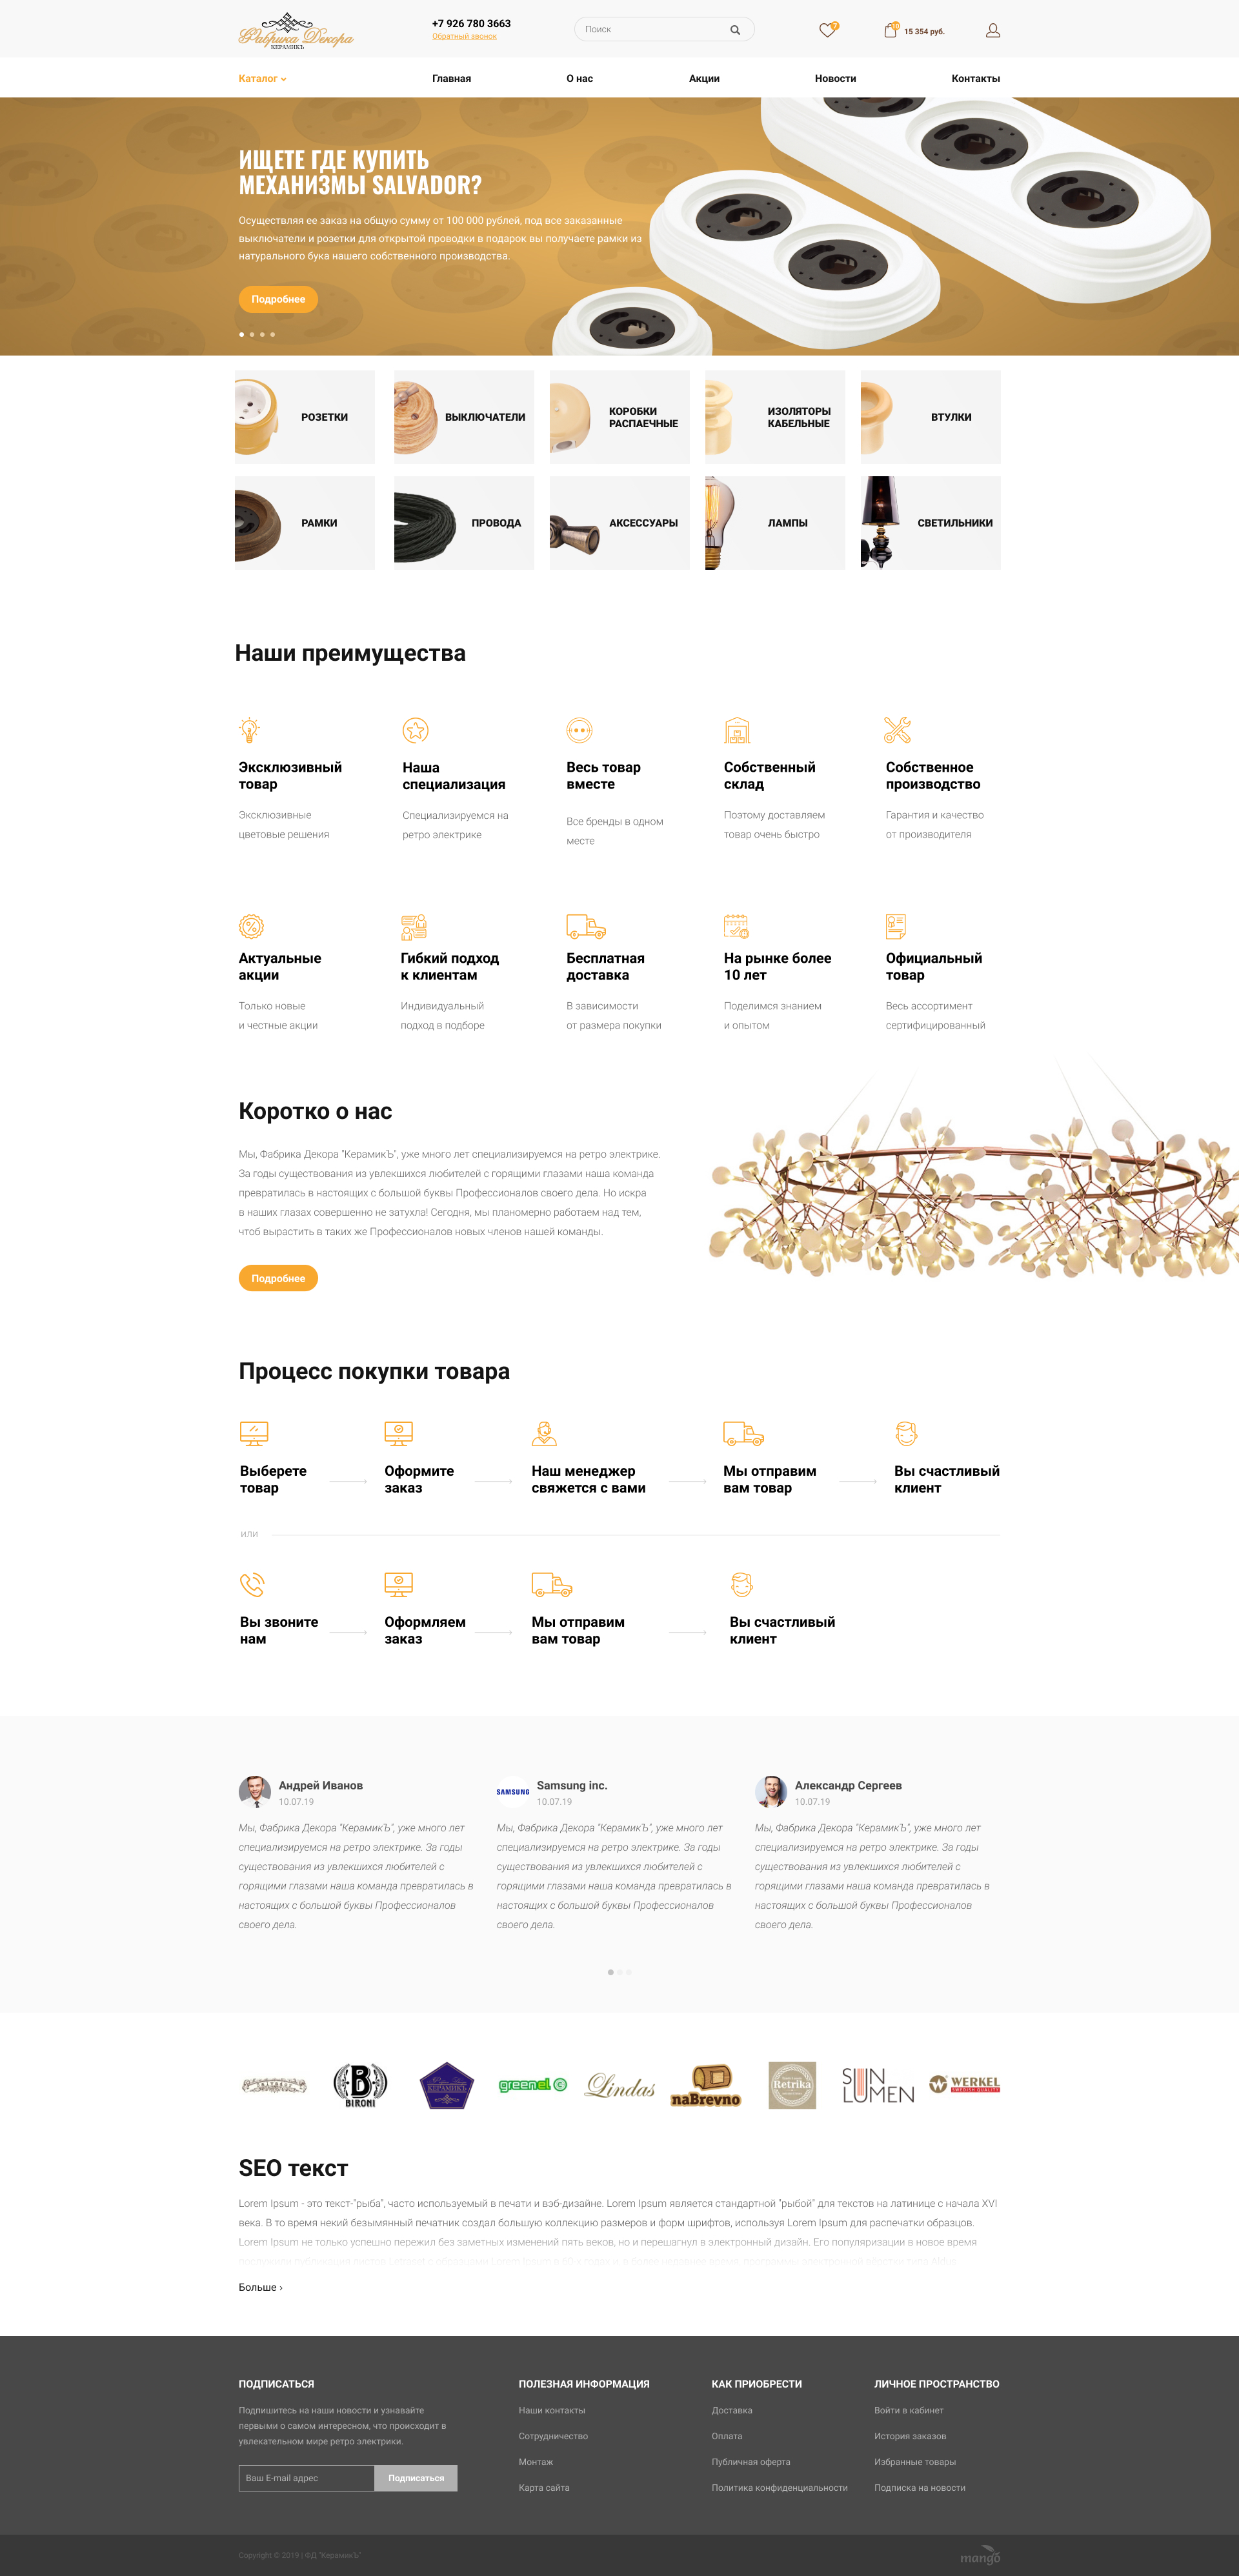 Фабрика Декора
КЕРАМИКЪ
+7 926 780 3663
Обратный звонок
Поиск
7
15 354 руб.
Каталог
Главная
О нас
Акции
Новости
Контакты
ИЩЕТЕ ГДЕ КУПИТЬ
МЕХАНИЗМЫ SALVADOR?
Осуществляя ее заказ на общую сумму от 100 000 рублей, под все заказанные
выключатели и розетки для открытой проводки в подарок вы получаете рамки из
натурального бука нашего собственного производства.
Подробнее
РОЗЕТКИ
ВЫКЛЮЧАТЕЛИ
КОРОБКИ
РАСПАЕЧНЫЕ
ИЗОЛЯТОРЫ
КАБЕЛЬНЫЕ
ВТУЛКИ
РАМКИ
ПРОВОДА
АКСЕССУАРЫ
ЛАМПЫ
СВЕТИЛЬНИКИ
Наши преимущества
Эксклюзивный
товар
Эксклюзивные
цветовые решения
Наша
специализация
Специализируемся на
ретро электрике
Весь товар
вместе
Все бренды в одном
месте
Собственный
склад
Поэтому доставляем
товар очень быстро
Собственное
производство
Гарантия и качество
от производителя
Актуальные
акции
Только новые
и честные акции
Гибкий подход
к клиентам
Индивидуальный
подход в подборе
Бесплатная
доставка
В зависимости
от размера покупки
На рынке более
10 лет
Поделимся знанием
и опытом
Официальный
товар
Весь ассортимент
сертифицированный
Коротко о нас
Мы, Фабрика Декора "КерамикЪ", уже много лет специализируемся на ретро электрике.
За годы существования из увлекшихся любителей с горящими глазами наша команда
превратилась в настоящих с большой буквы Профессионалов своего дела. Но искра
в наших глазах совершенно не затухла! Сегодня, мы планомерно работаем над тем,
чтоб вырастить в таких же Профессионалов новых членов нашей команды.
Подробнее
Процесс покупки товара
Выберете
товар
Оформите
заказ
Наш менеджер
свяжется с вами
Мы отправим
вам товар
Вы счастливый
клиент
или
Вы звоните
нам
Оформляем
заказ
Мы отправим
вам товар
Вы счастливый
клиент
Андрей Иванов
10.07.19
Мы, Фабрика Декора "КерамикЪ", уже много лет
специализируемся на ретро электрике. За годы
существования из увлекшихся любителей с
горящими глазами наша команда превратилась в
настоящих с большой буквы Профессионалов
своего дела.
SAMSUNG
Samsung inc.
10.07.19
Мы, Фабрика Декора "КерамикЪ", уже много лет
специализируемся на ретро электрике. За годы
существования из увлекшихся любителей с
горящими глазами наша команда превратилась в
настоящих с большой буквы Профессионалов
своего дела.
Александр Сергеев
10.07.19
Мы, Фабрика Декора "КерамикЪ", уже много лет
специализируемся на ретро электрике. За годы
существования из увлекшихся любителей с
горящими глазами наша команда превратилась в
настоящих с большой буквы Профессионалов
своего дела.
B
BIRONI
КЕРАМИКЪ
greenel
Lindas
naBrevno
Retrika
SUN
LUMEN
WERKEL
SWEDISH QUALITY
SEO текст
Lorem Ipsum - это текст-"рыба", часто используемый в печати и вэб-дизайне. Lorem Ipsum является стандартной "рыбой" для текстов на латинице с начала XVI
века. В то время некий безымянный печатник создал большую коллекцию размеров и форм шрифтов, используя Lorem Ipsum для распечатки образцов.
Lorem Ipsum не только успешно пережил без заметных изменений пять веков, но и перешагнул в электронный дизайн. Его популяризации в новое время
Больше ›
ПОДПИСАТЬСЯ
Подпишитесь на наши новости и узнавайте
первыми о самом интересном, что происходит в
увлекательном мире ретро электрики.
Ваш E-mail адрес
Подписаться
ПОЛЕЗНАЯ ИНФОРМАЦИЯ
Наши контакты
Сотрудничество
Монтаж
Карта сайта
КАК ПРИОБРЕСТИ
Доставка
Оплата
Публичная оферта
Политика конфиденциальности
ЛИЧНОЕ ПРОСТРАНСТВО
Войти в кабинет
История заказов
Избранные товары
Подписка на новости
Copyright © 2019 | ФД "КерамикЪ"
mango